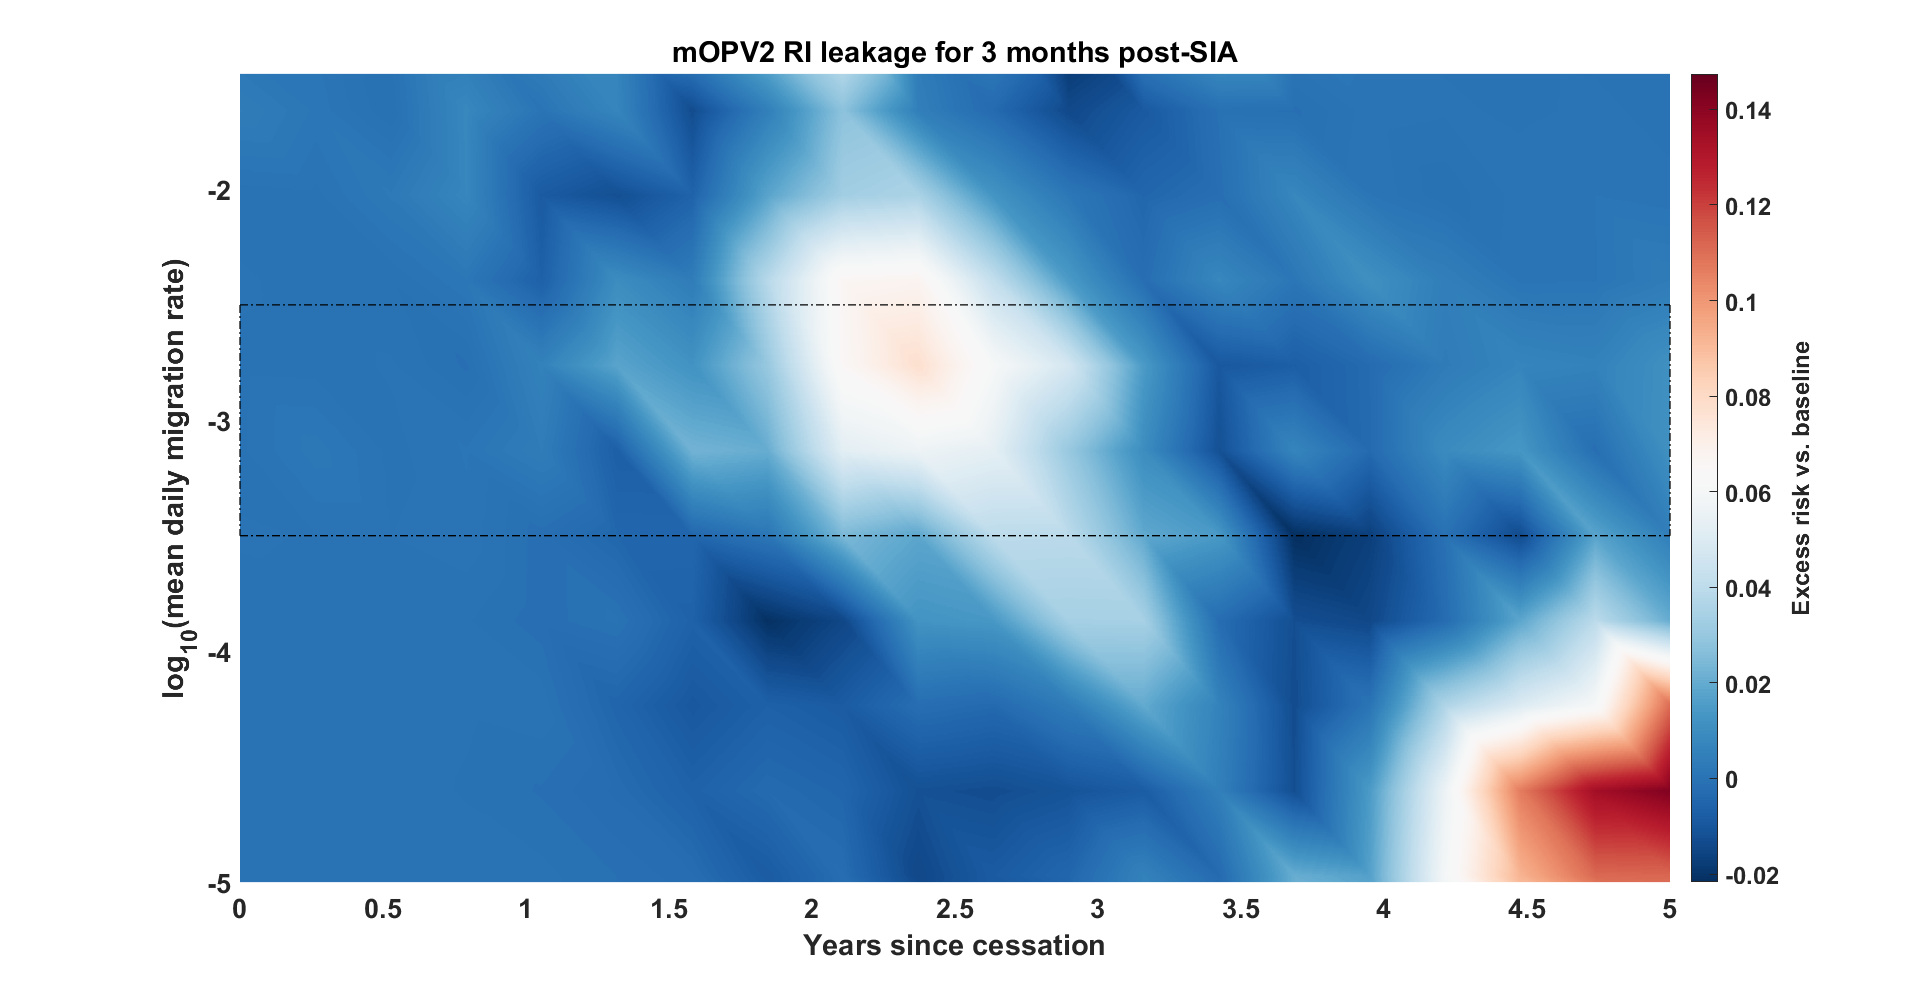 mOPV2 RI leakage for 3 months post-SIA
log10(mean daily migration rate)
-2
-3
-4
-5
0 0.5 1 1.5 2 2.5 3 3.5 4 4.5 5
Years since cessation
0.14
0.12
0.1
0.08
0.06
0.04
0.02
0
-0.02
Excess risk vs. baseline